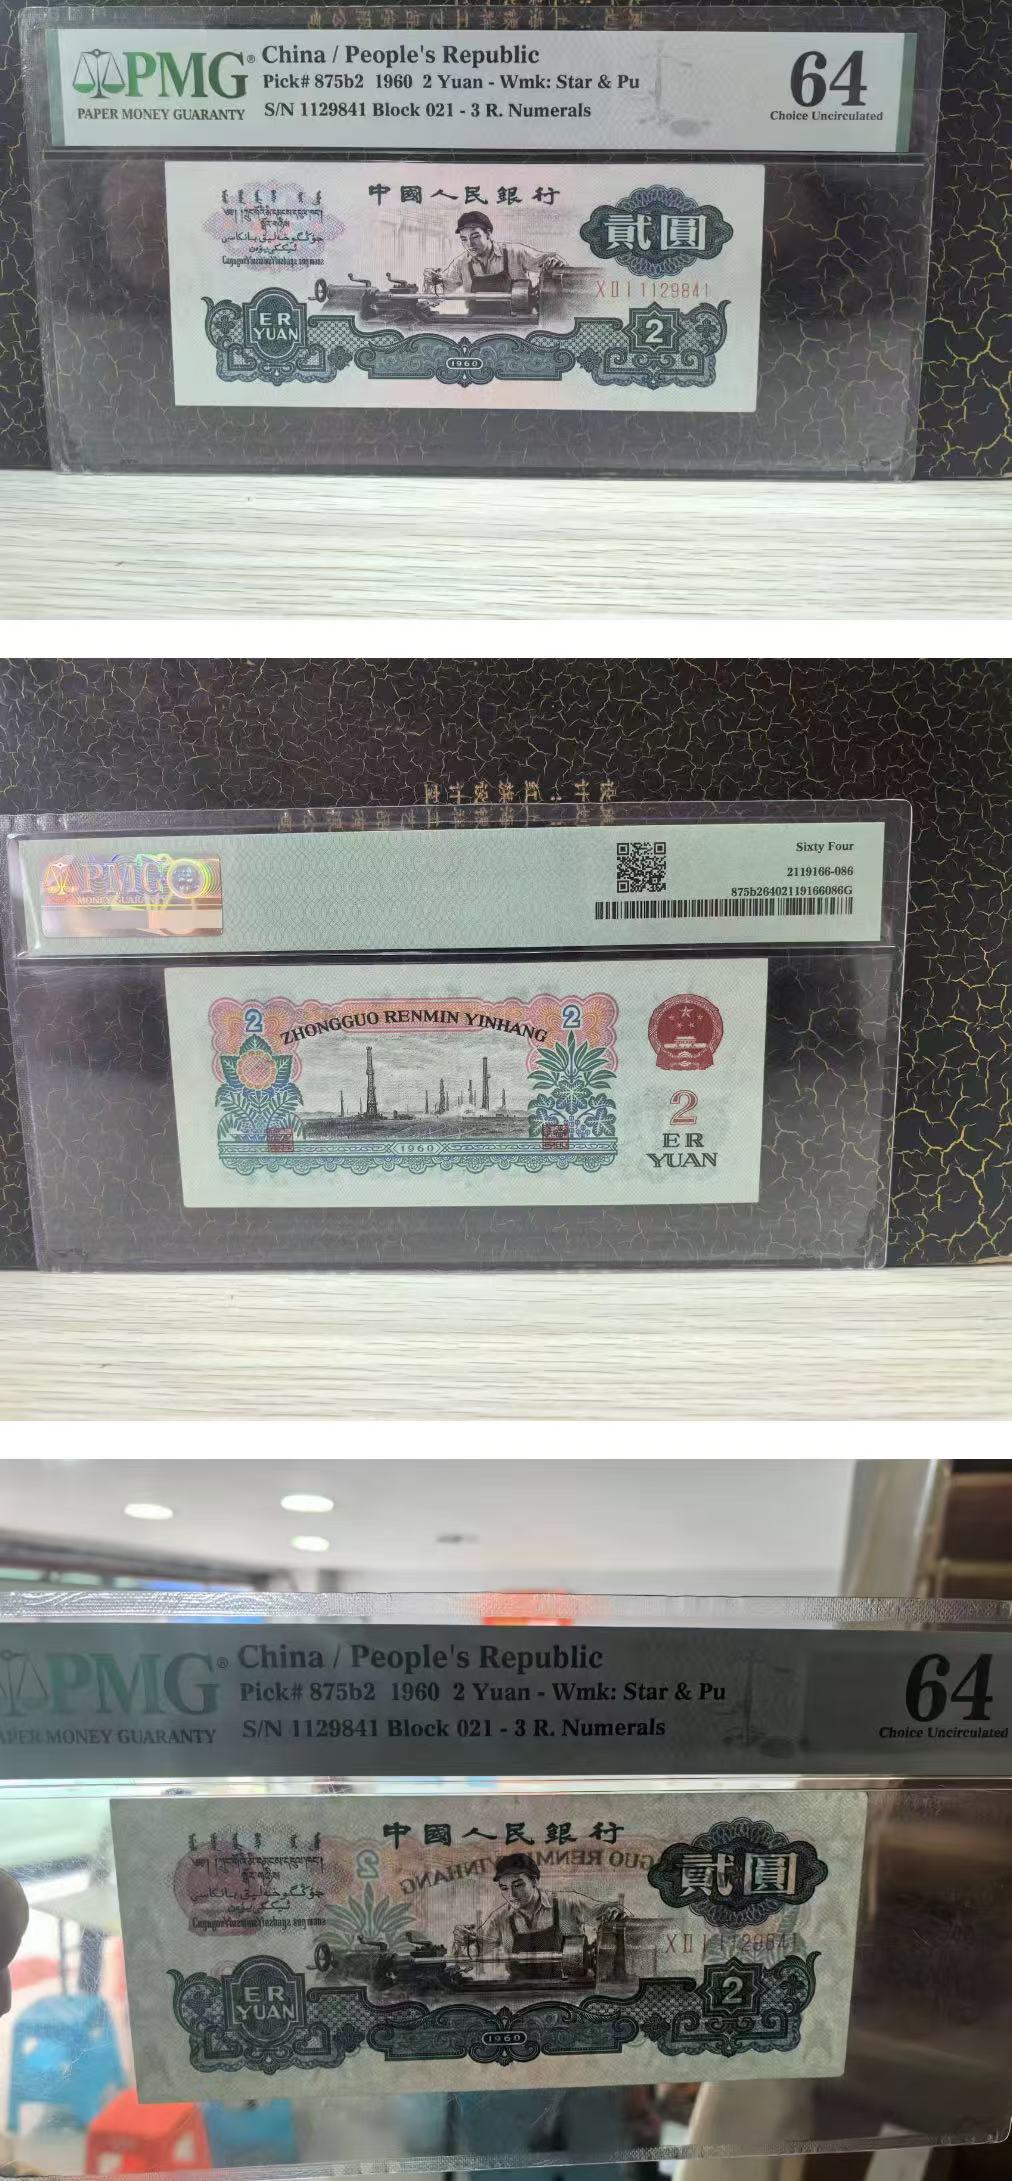 PMG®
PAPER MONEY GUARANTY
China / People's Republic
Pick# 875b2 1960 2 Yuan - Wmk: Star & Pu
S/N 1129841 Block 021 - 3 R. Numerals
64
Choice Uncirculated
中國人民銀行
貳圓
X II I 1129841
ER
YUAN
1960
2
PMG
Sixty Four
2119166-086
875b26402119166086G
2
ZHONGGUO RENMIN YINHANG
2
2
ER
YUAN
1960
PMG®
PAPER MONEY GUARANTY
China / People's Republic
Pick# 875b2 1960 2 Yuan - Wmk: Star & Pu
S/N 1129841 Block 021 - 3 R. Numerals
64
Choice Uncirculated
中國人民銀行
貳圓
X II I 1129841
ER
YUAN
1960
2